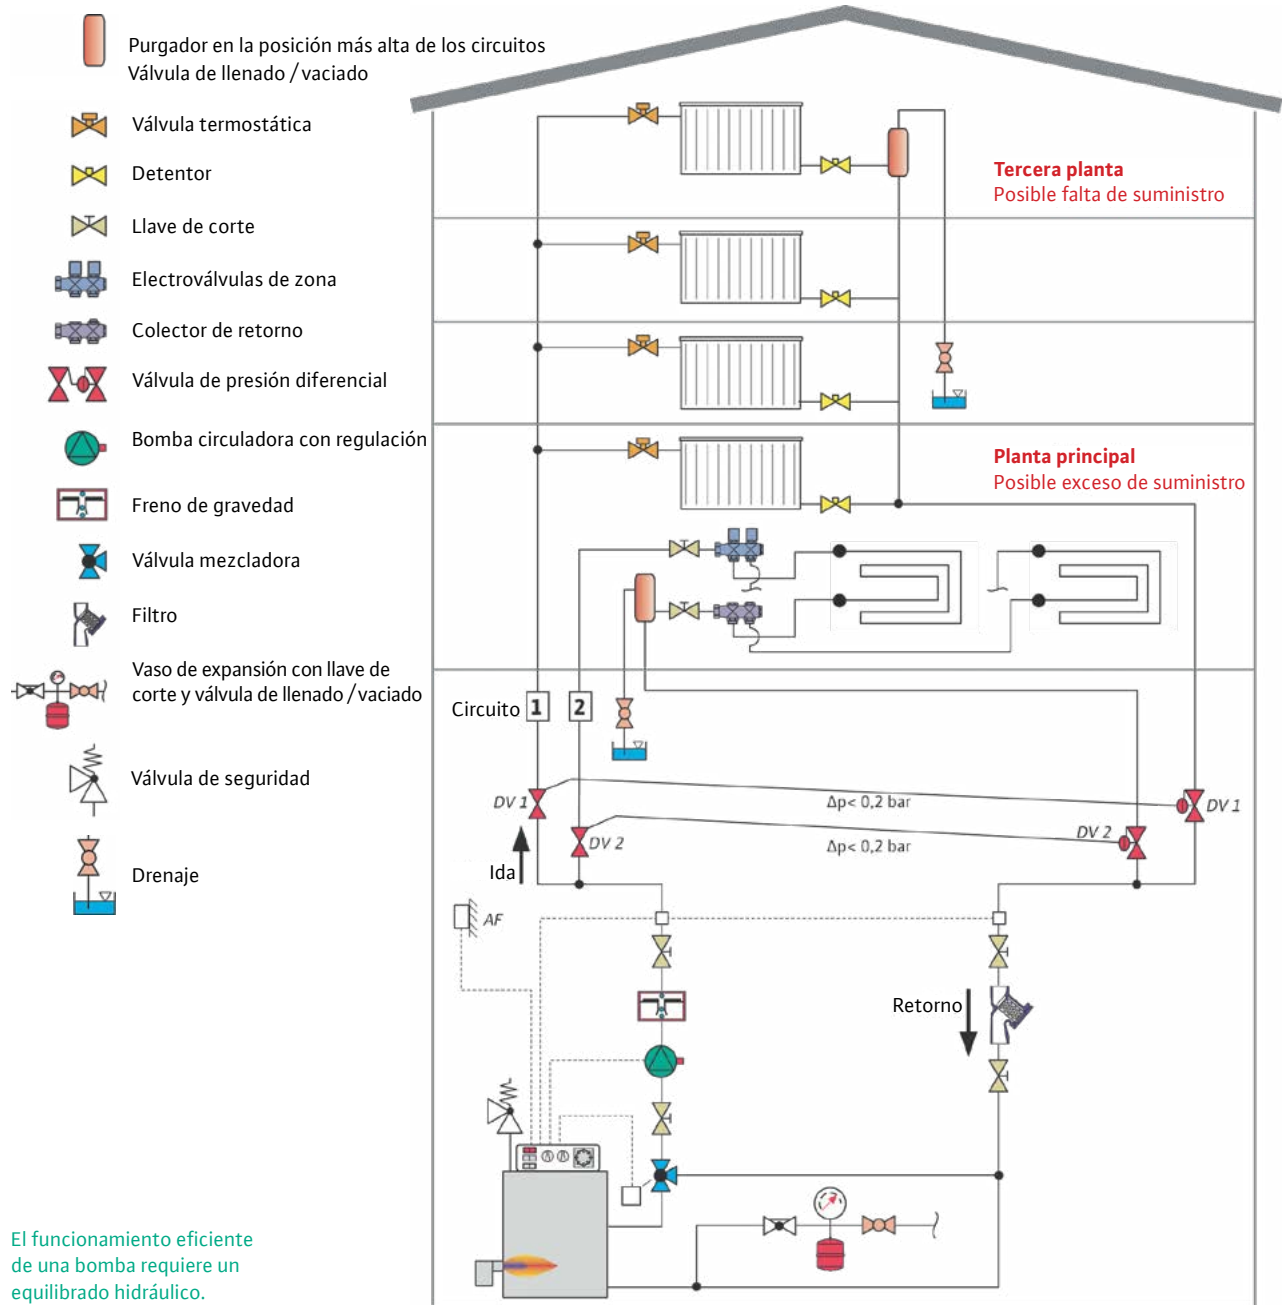 Purgador en la posición más alta de los circuitos
Válvula de llenado / vaciado
Válvula termostática
Detentor
Llave de corte
Electroválvulas de zona
Colector de retorno
Válvula de presión diferencial
Bomba circuladora con regulación
Freno de gravedad
Válvula mezcladora
Filtro
Vaso de expansión con llave de
corte y válvula de llenado / vaciado
Válvula de seguridad
Drenaje
El funcionamiento eficiente
de una bomba requiere un
equilibrado hidráulico.
Tercera planta
Posible falta de suministro
Planta principal
Posible exceso de suministro
Circuito 1 2
DV 1
Δp< 0,2 bar
DV 1
DV 2
Δp< 0,2 bar
DV 2
Ida
AF
Retorno